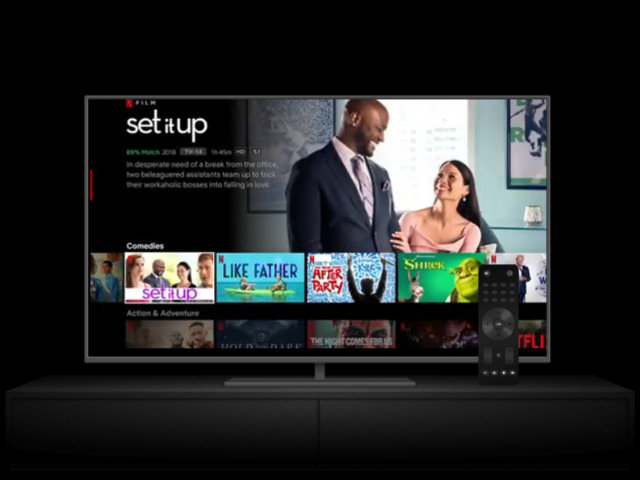 N FILM
set it up
89% Match 2018 TV-14 1h 45m HD 5.1
In desperate need of a break from the office,
two beleaguered assistants team up to trick
their workaholic bosses into falling in love.
Comedies
set it up
LIKE FATHER
AFTER
PARTY
SHREK
Action & Adventure
HOLD THE DARK
THE NIGHT COMES FOR US
TFLI